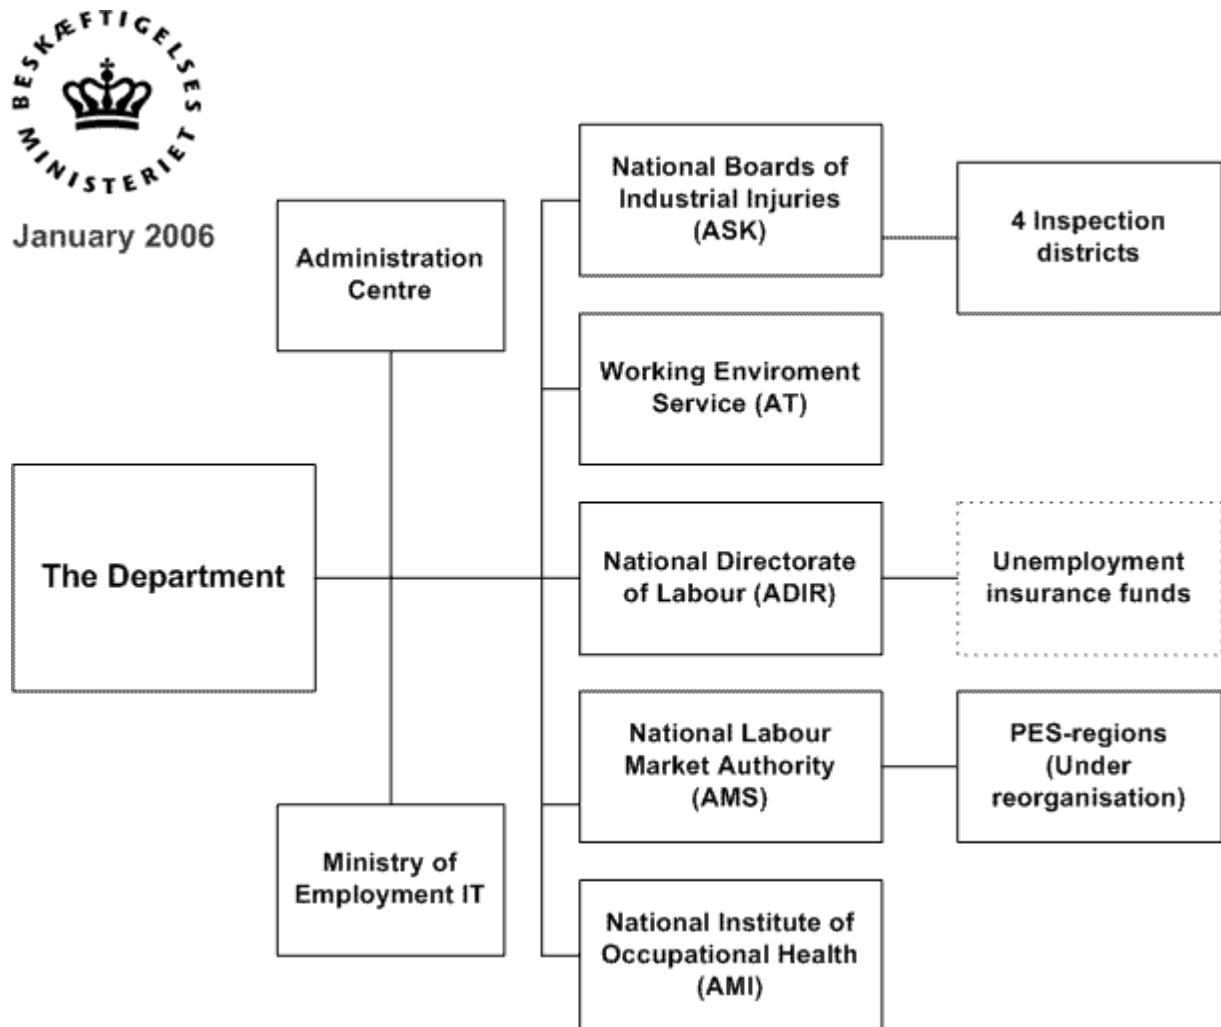 BESKÆFTIGELSES
MINISTERIET
January 2006
Administration
Centre
National Boards of
Industrial Injuries
(ASK)
4 Inspection
districts
Working Enviroment
Service (AT)
The Department
National Directorate
of Labour (ADIR)
Unemployment
insurance funds
National Labour
Market Authority
(AMS)
PES-regions
(Under
reorganisation)
Ministry of
Employment IT
National Institute of
Occupational Health
(AMI)